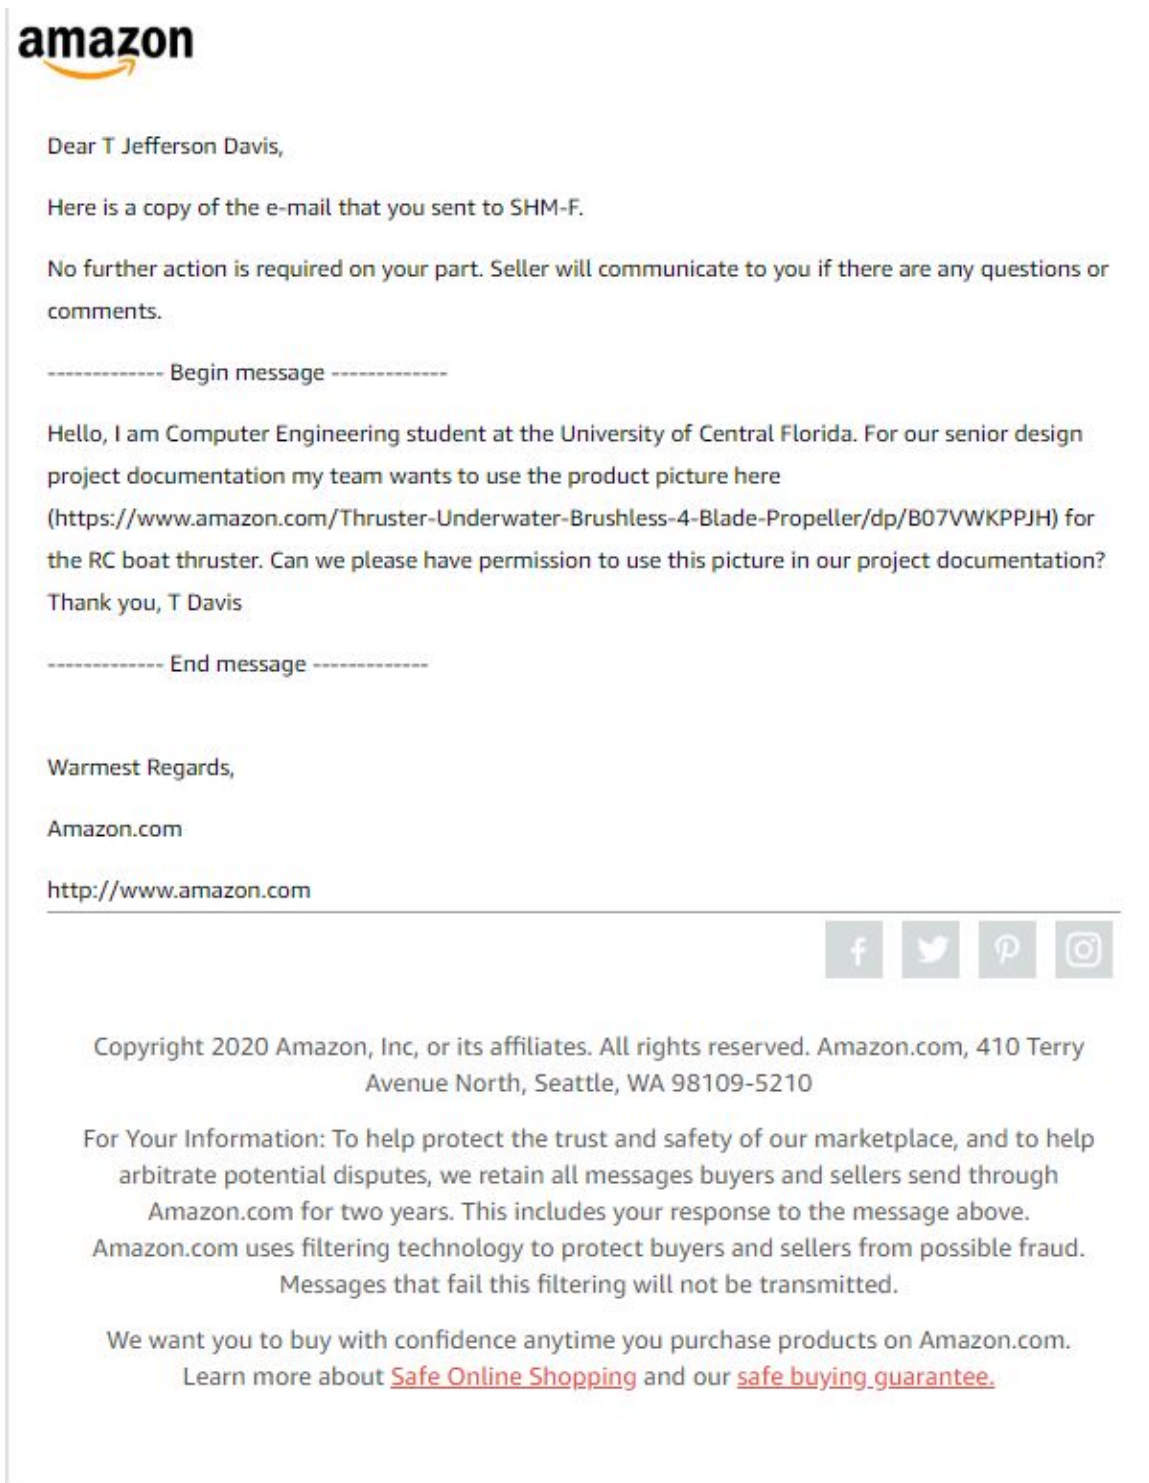 amazon
Dear T Jefferson Davis,
Here is a copy of the e-mail that you sent to SHM-F.
No further action is required on your part. Seller will communicate to you if there are any questions or
comments.
------------- Begin message -------------
Hello, I am Computer Engineering student at the University of Central Florida. For our senior design
project documentation my team wants to use the product picture here
(https://www.amazon.com/Thruster-Underwater-Brushless-4-Blade-Propeller/dp/B07VWKPPJH) for
the RC boat thruster. Can we please have permission to use this picture in our project documentation?
Thank you, T Davis
------------- End message -------------
Warmest Regards,
Amazon.com
http://www.amazon.com
Copyright 2020 Amazon, Inc, or its affiliates. All rights reserved. Amazon.com, 410 Terry
Avenue North, Seattle, WA 98109-5210
For Your Information: To help protect the trust and safety of our marketplace, and to help
arbitrate potential disputes, we retain all messages buyers and sellers send through
Amazon.com for two years. This includes your response to the message above.
Amazon.com uses filtering technology to protect buyers and sellers from possible fraud.
Messages that fail this filtering will not be transmitted.
We want you to buy with confidence anytime you purchase products on Amazon.com.
Learn more about Safe Online Shopping and our safe buying guarantee.